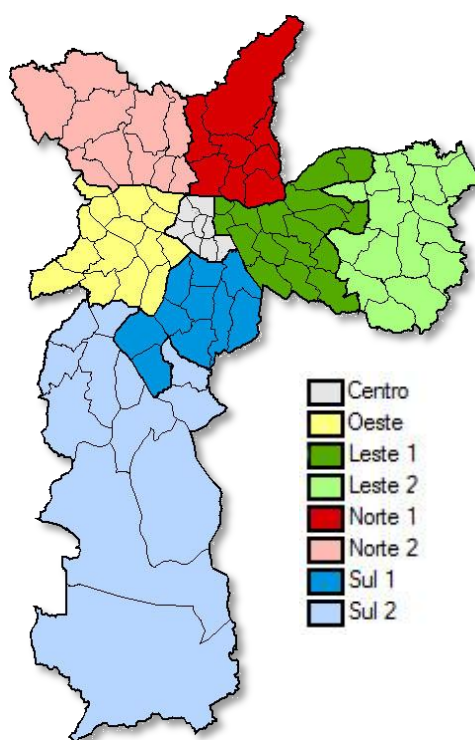 Centro
Oeste
Leste 1
Leste 2
Norte 1
Norte 2
Sul 1
Sul 2